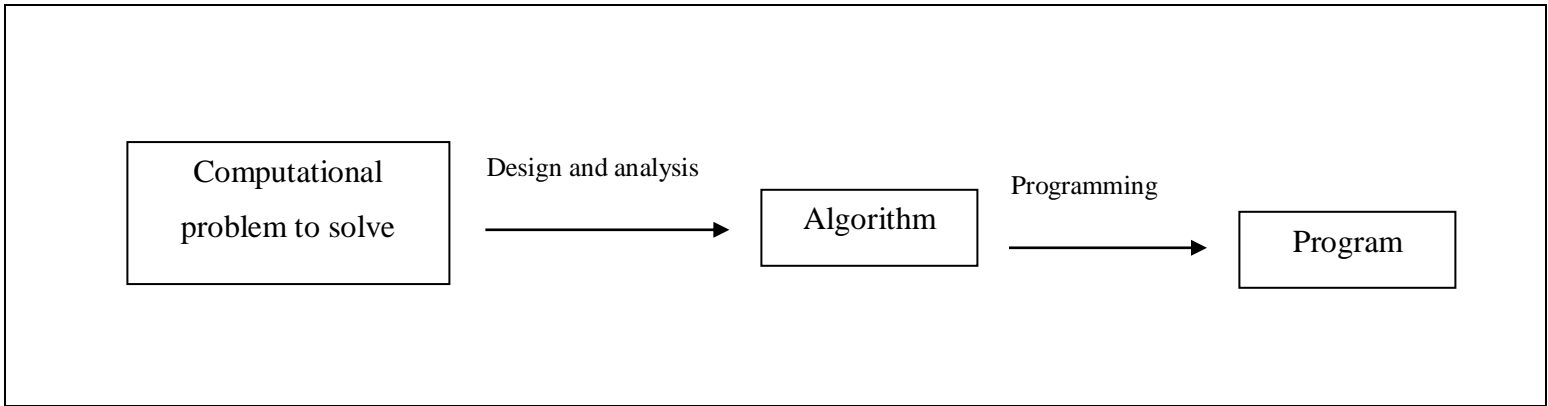 Computational
problem to solve
Design and analysis
Algorithm
Programming
Program